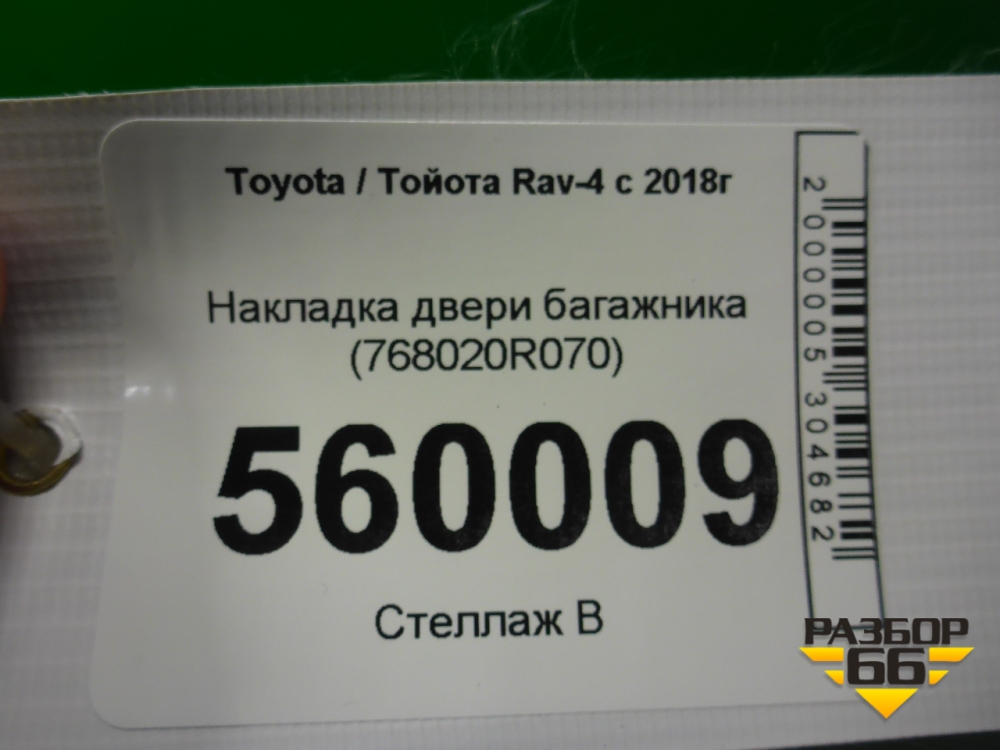 Toyota / Тойота Rav-4 с 2018г
Накладка двери багажника
(768020R070)
560009
Стеллаж В
2000005304682
РАЗБОР
66